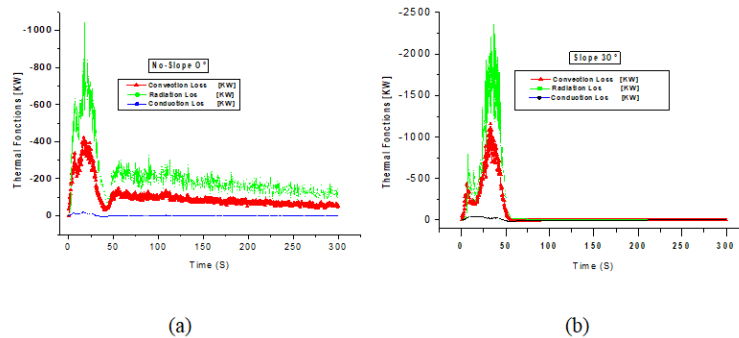 No-Slope 0°
Convection Loss [KW]
Radiation Los [KW]
Conduction Los [KW]
Thermal Fonctions [KW]
-1000
-800
-600
-400
-200
0
0 50 100 150 200 250 300
Time (S)
(a)
Slope 30°
Convection Loss [KW]
Radiation Los [KW]
Conduction Los [KW]
Thermal Fonctions [KW]
-2500
-2000
-1500
-1000
-500
0
0 50 100 150 200 250 300
Time (S)
(b)